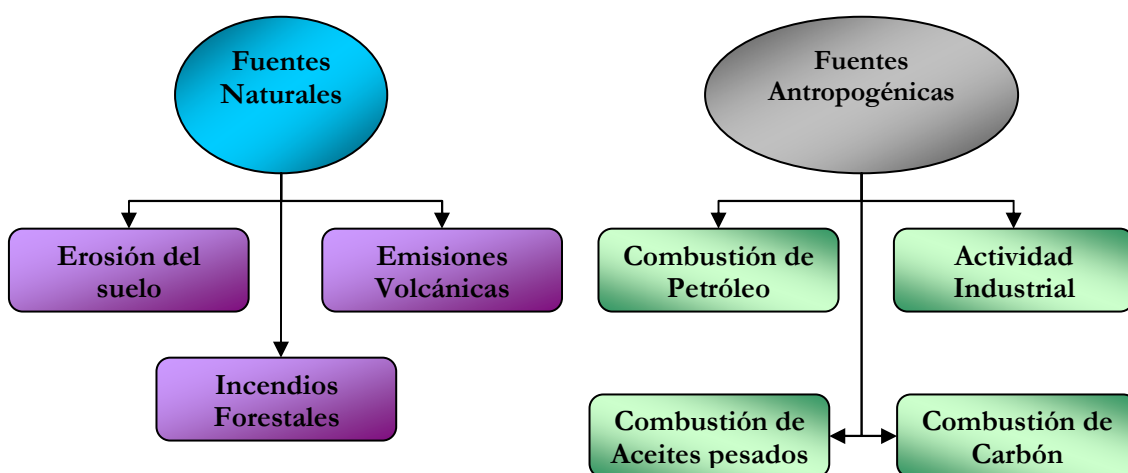 Fuentes
Naturales
Fuentes
Antropogénicas
Erosión del
suelo
Emisiones
Volcánicas
Incendios
Forestales
Combustión de
Petróleo
Actividad
Industrial
Combustión de
Aceites pesados
Combustión de
Carbón